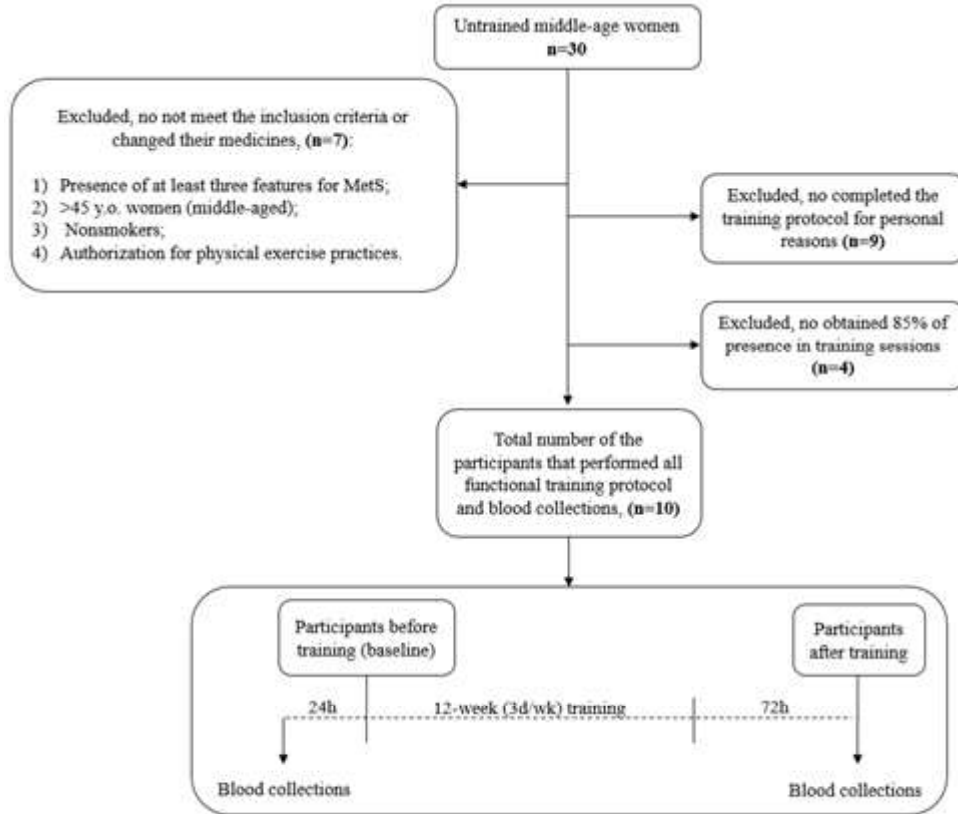 Untrained middle-age women
n=30
Excluded, no not meet the inclusion criteria or
changed their medicines, (n=7):
1) Presence of at least three features for MetS;
2) >45 y.o. women (middle-aged);
3) Nonsmokers;
4) Authorization for physical exercise practices.
Excluded, no completed the
training protocol for personal
reasons (n=9)
Excluded, no obtained 85% of
presence in training sessions
(n=4)
Total number of the
participants that performed all
functional training protocol
and blood collections, (n=10)
Participants before
training (baseline)
Participants
after training
24h
12-week (3d/wk) training
72h
Blood collections
Blood collections